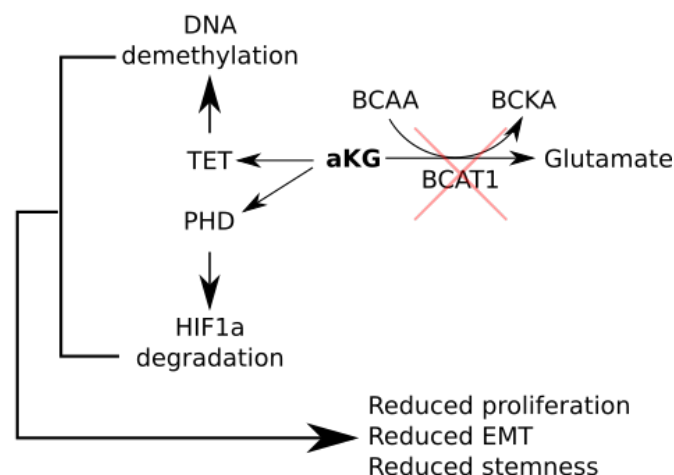 DNA
demethylation
BCAA
BCKA
TET
aKG
Glutamate
BCAT1
PHD
HIF1a
degradation
Reduced proliferation
Reduced EMT
Reduced stemness